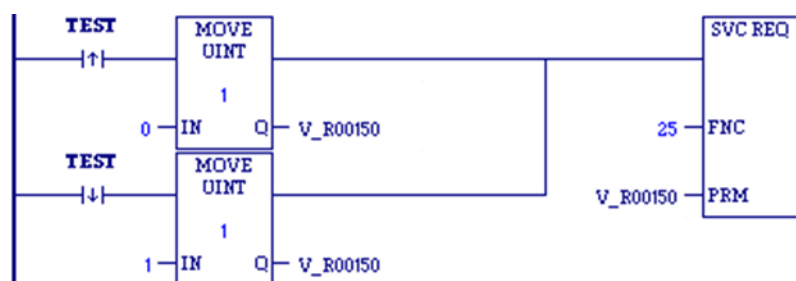 TEST
MOVE
UINT
1
0 IN Q V_R00150
SVC REQ
25 FNC
V_R00150 PRM
TEST
MOVE
UINT
1
1 IN Q V_R00150